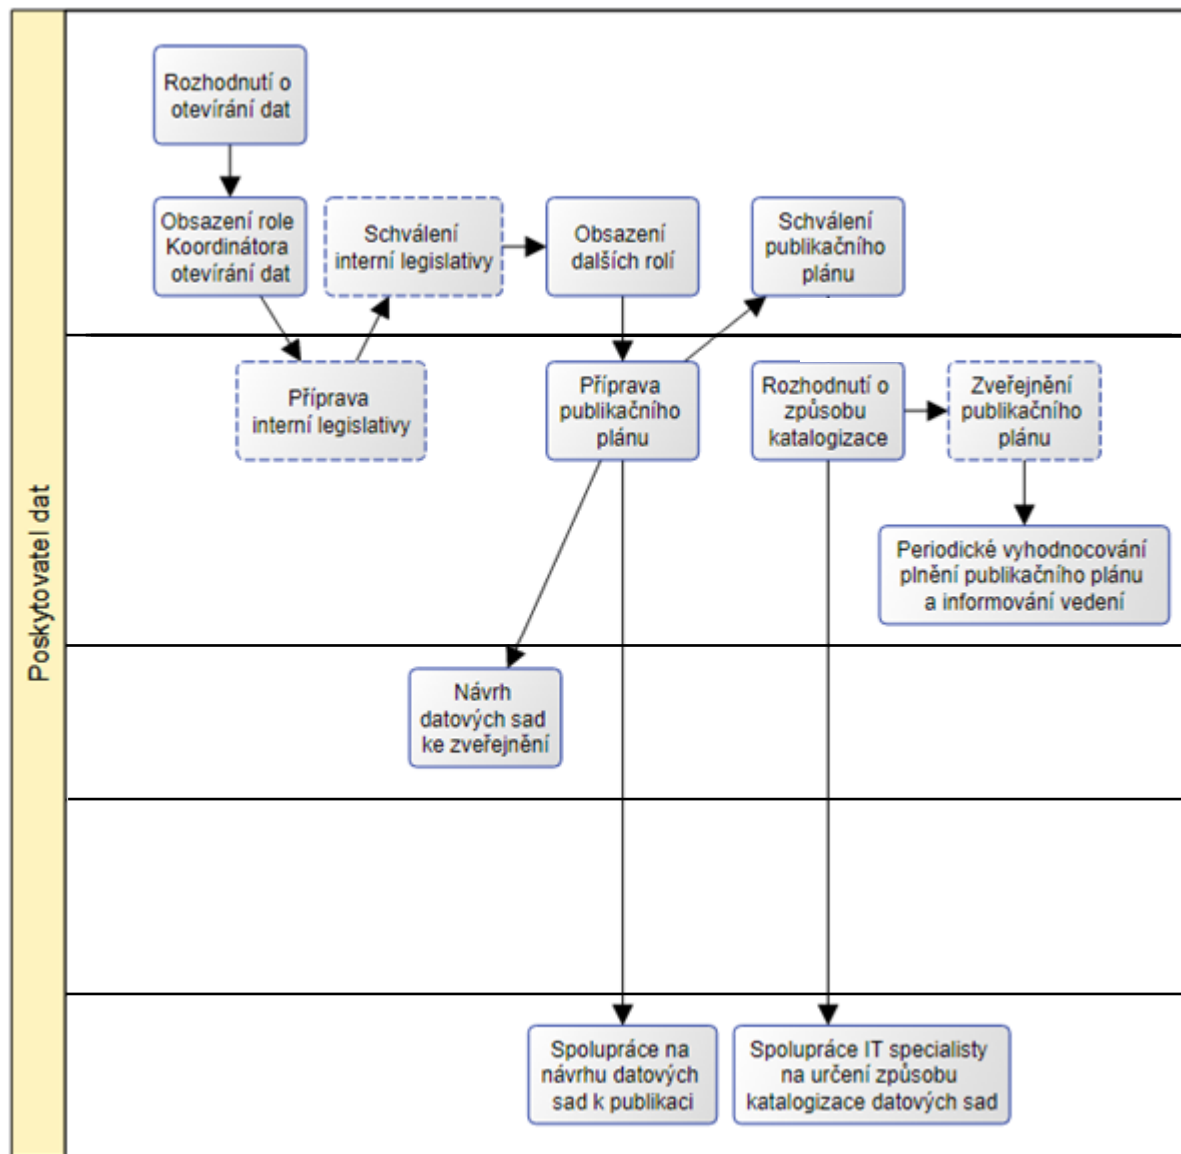 Poskytovatel dat
Rozhodnutí o
otevírání dat
Obsazení role
Koordinátora
otevírání dat
Schválení
interní legislativy
Obsazení
dalších rolí
Schválení
publikačního
plánu
Příprava
interní legislativy
Příprava
publikačního
plánu
Rozhodnutí o
způsobu
katalogizace
Zveřejnění
publikačního
plánu
Periodické vyhodnocování
plnění publikačního plánu
a informování vedení
Návrh
datových sad
ke zveřejnění
Spolupráce na
návrhu datových
sad k publikaci
Spolupráce IT specialisty
na určení způsobu
katalogizace datových sad